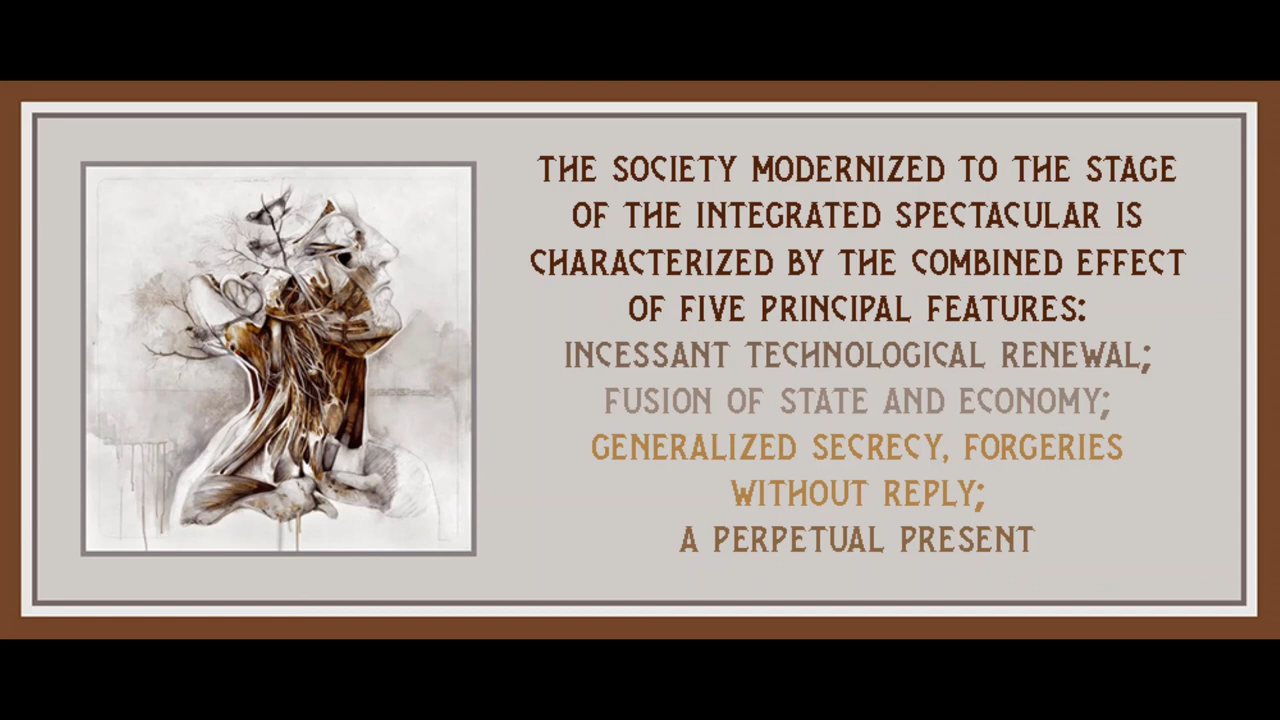 THE SOCIETY MODERNIZED TO THE STAGE
OF THE INTEGRATED SPECTACULAR IS
CHARACTERIZED BY THE COMBINED EFFECT
OF FIVE PRINCIPAL FEATURES:
INCESSANT TECHNOLOGICAL RENEWAL;
FUSION OF STATE AND ECONOMY;
GENERALIZED SECRECY, FORGERIES
WITHOUT REPLY;
A PERPETUAL PRESENT